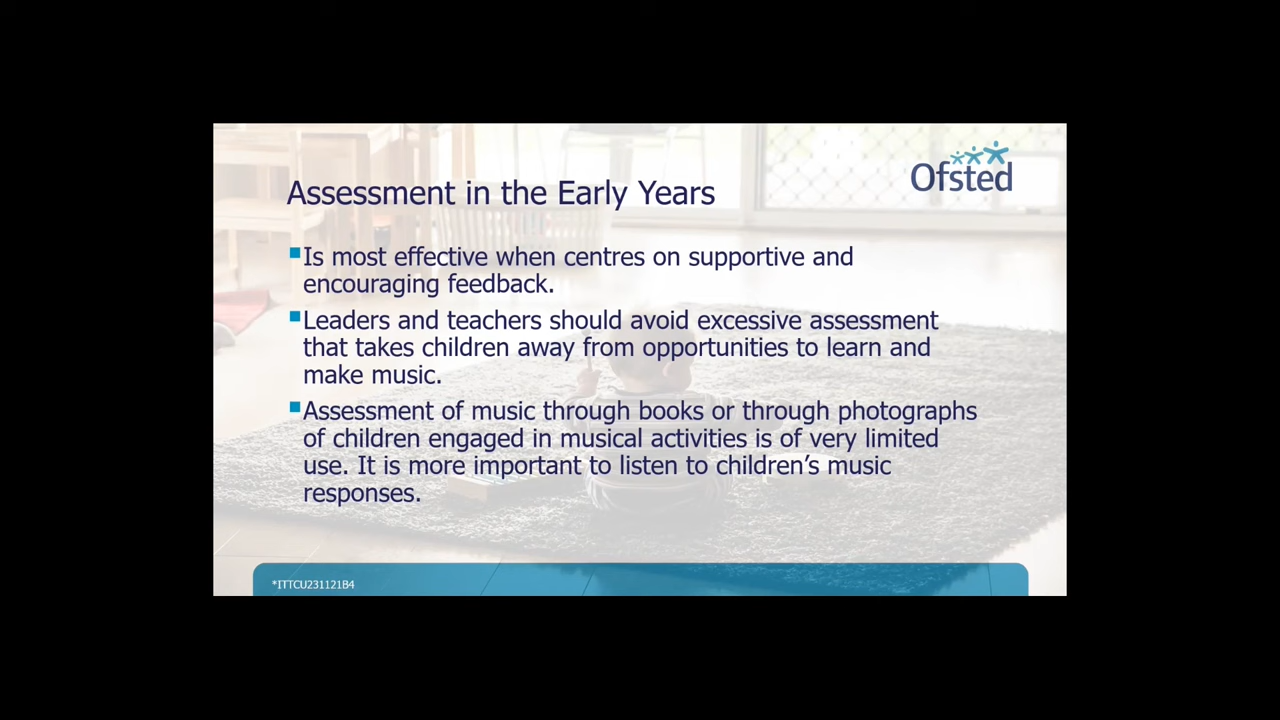 Ofsted
Assessment in the Early Years
Is most effective when centres on supportive and
encouraging feedback.
Leaders and teachers should avoid excessive assessment
that takes children away from opportunities to learn and
make music.
Assessment of music through books or through photographs
of children engaged in musical activities is of very limited
use. It is more important to listen to children’s music
responses.
*ITTCU231121B4